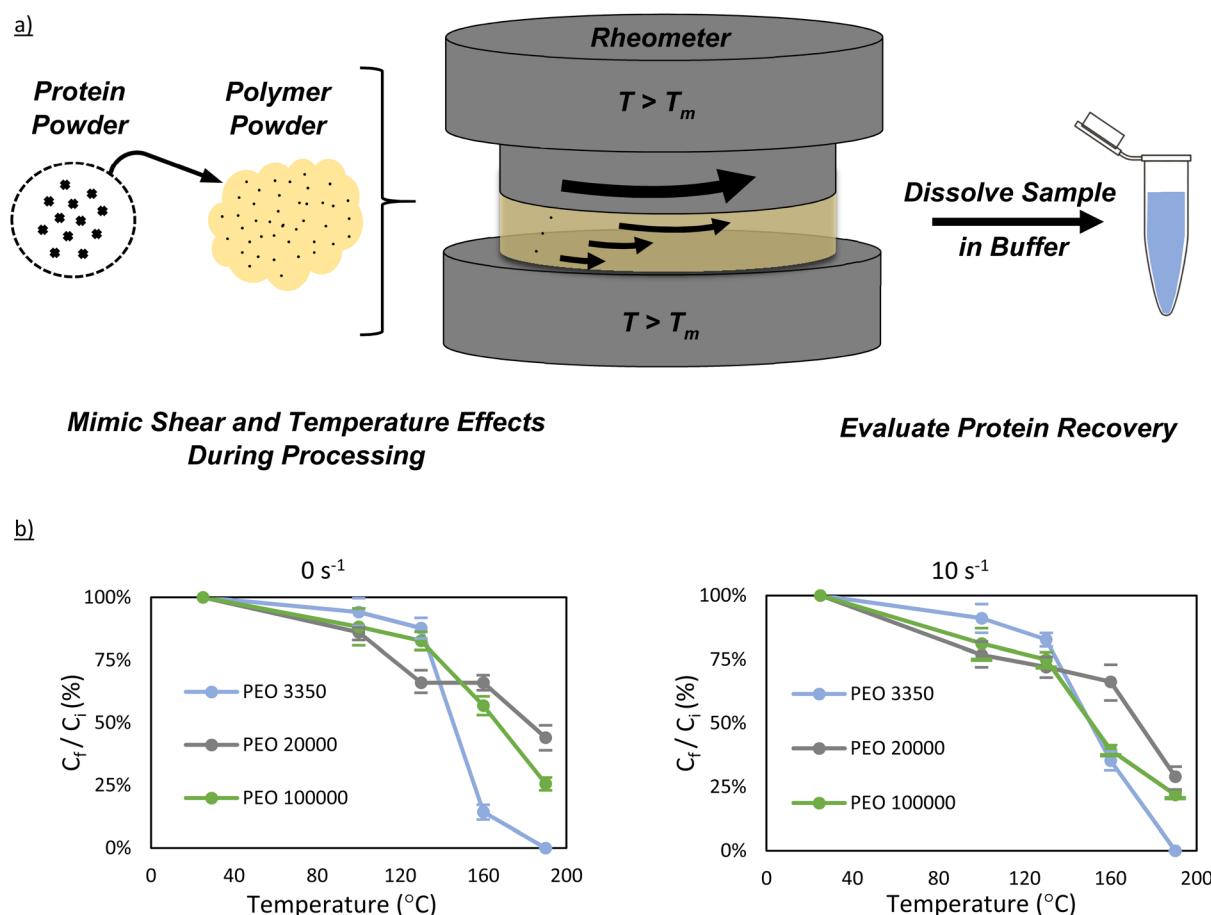 a)
Rheometer
T > Tm
Protein
Powder
Polymer
Powder
T > Tm
Dissolve Sample
in Buffer
Mimic Shear and Temperature Effects
During Processing
Evaluate Protein Recovery
b)
0 s-1
100%
75%
50%
25%
0%
Cf / Ci (%)
PEO 3350
PEO 20000
PEO 100000
0 40 80 120 160 200
Temperature (°C)
10 s-1
100%
75%
50%
25%
0%
Cf / Ci (%)
PEO 3350
PEO 20000
PEO 100000
0 40 80 120 160 200
Temperature (°C)